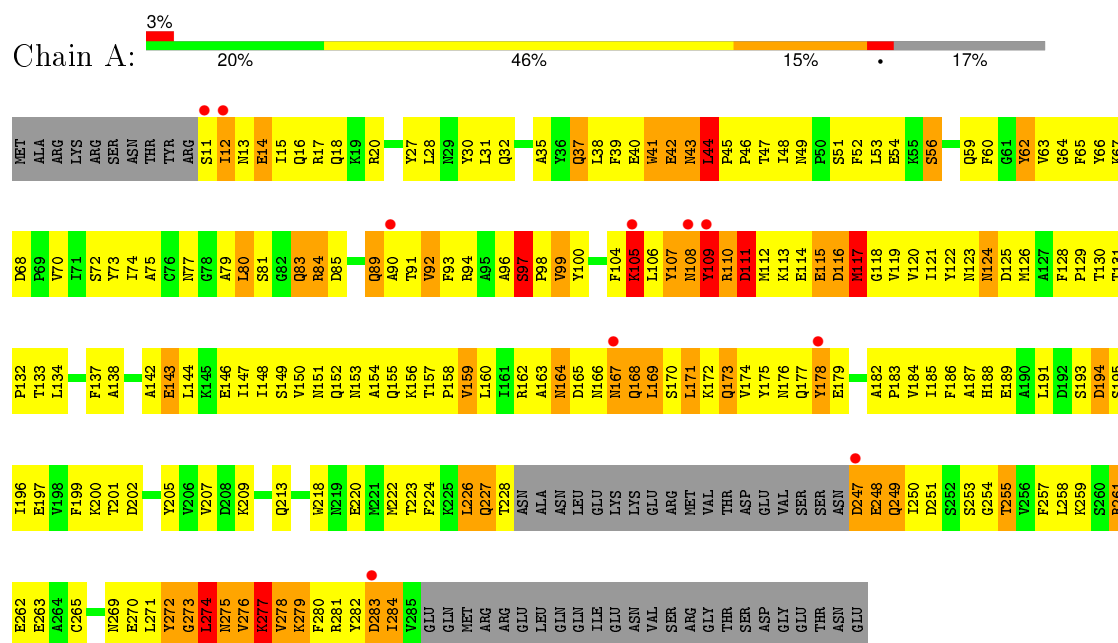 3%
Chain A:
20% 46% 15% • 17%
MET ALA ARG LYS ARG SER ASN THR TYR ARG S11 I12 N13 E14 I15 Q16 R17 Q18 K19 R20 Y27 L28 N29 Y30 L31 Q32 A35 Y36 Q37 L38 F39 E40 W41 E42 N43 L44 P45 P46 T47 I48 N49 P50 S51 F52 L53 E54 K55 S56 Q59 F60 G61 Y62 V63 G64 F65 Y66 K67
D68 P69 V70 I71 S72 Y73 I74 A75 C76 N77 G78 A79 L80 S81 G82 Q83 R84 D85 Q89 A90 T91 V92 F93 R94 A95 A96 S97 P98 V99 Y100 F104 K105 L106 Y107 N108 Y109 R110 D111 M112 K113 E114 E115 D116 M117 G118 V119 V120 I121 Y122 N123 N124 D125 M126 A127 F128 P129 T130 T131
P132 T133 L134 F137 A138 A142 E143 L144 K145 E146 I147 I148 S149 V150 N151 Q152 N153 A154 Q155 K156 T157 P158 V159 L160 I161 R162 A163 N164 D165 N166 N167 Q168 L169 S170 L171 K172 Q173 V174 Y175 N176 Q177 Y178 E179 A182 P183 V184 I185 F186 A187 H188 E189 A190 L191 D192 S193 D194 S195
I196 E197 V198 F199 K200 T201 D202 Y205 V206 V207 D208 K209 Q213 W218 N219 E220 M221 M222 T223 F224 K225 L226 Q227 T228 ASN ALA ASN LEU GLU LYS LYS GLU ARG MET VAL THR ASP GLU VAL SER SER ASN D247 E248 Q249 I250 D251 S252 S253 G254 T255 V256 F257 L258 K259 S260 R261
E262 E263 A264 C265 N269 E270 L271 Y272 G273 L274 N275 V276 K277 V278 K279 F280 R281 Y282 D283 I284 V285 GLU GLN MET ARG ARG GLU LEU GLN GLN ILE GLU ASN VAL SER ARG GLY THR SER ASP GLY GLU THR ASN GLU